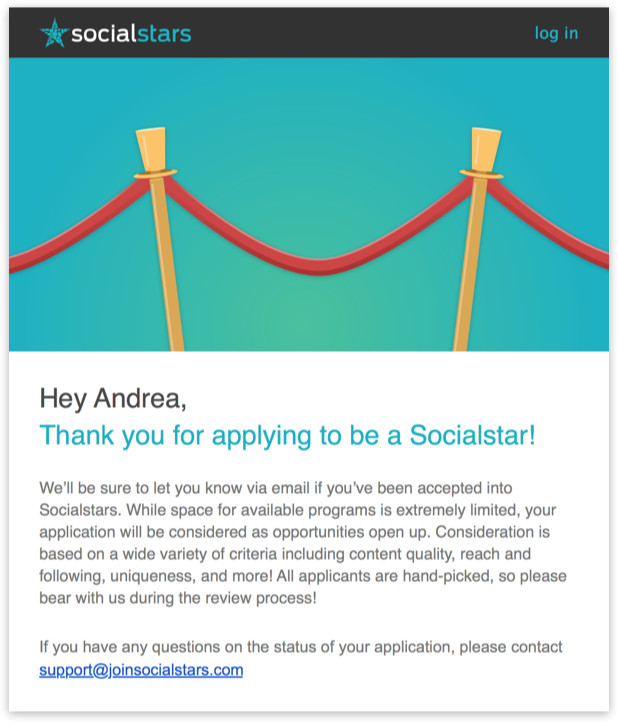 socialstars
log in
Hey Andrea,
Thank you for applying to be a Socialstar!
We'll be sure to let you know via email if you've been accepted into
Socialstars. While space for available programs is extremely limited, your
application will be considered as opportunities open up. Consideration is
based on a wide variety of criteria including content quality, reach and
following, uniqueness, and more! All applicants are hand-picked, so please
bear with us during the review process!
If you have any questions on the status of your application, please contact
support@joinsocialstars.com